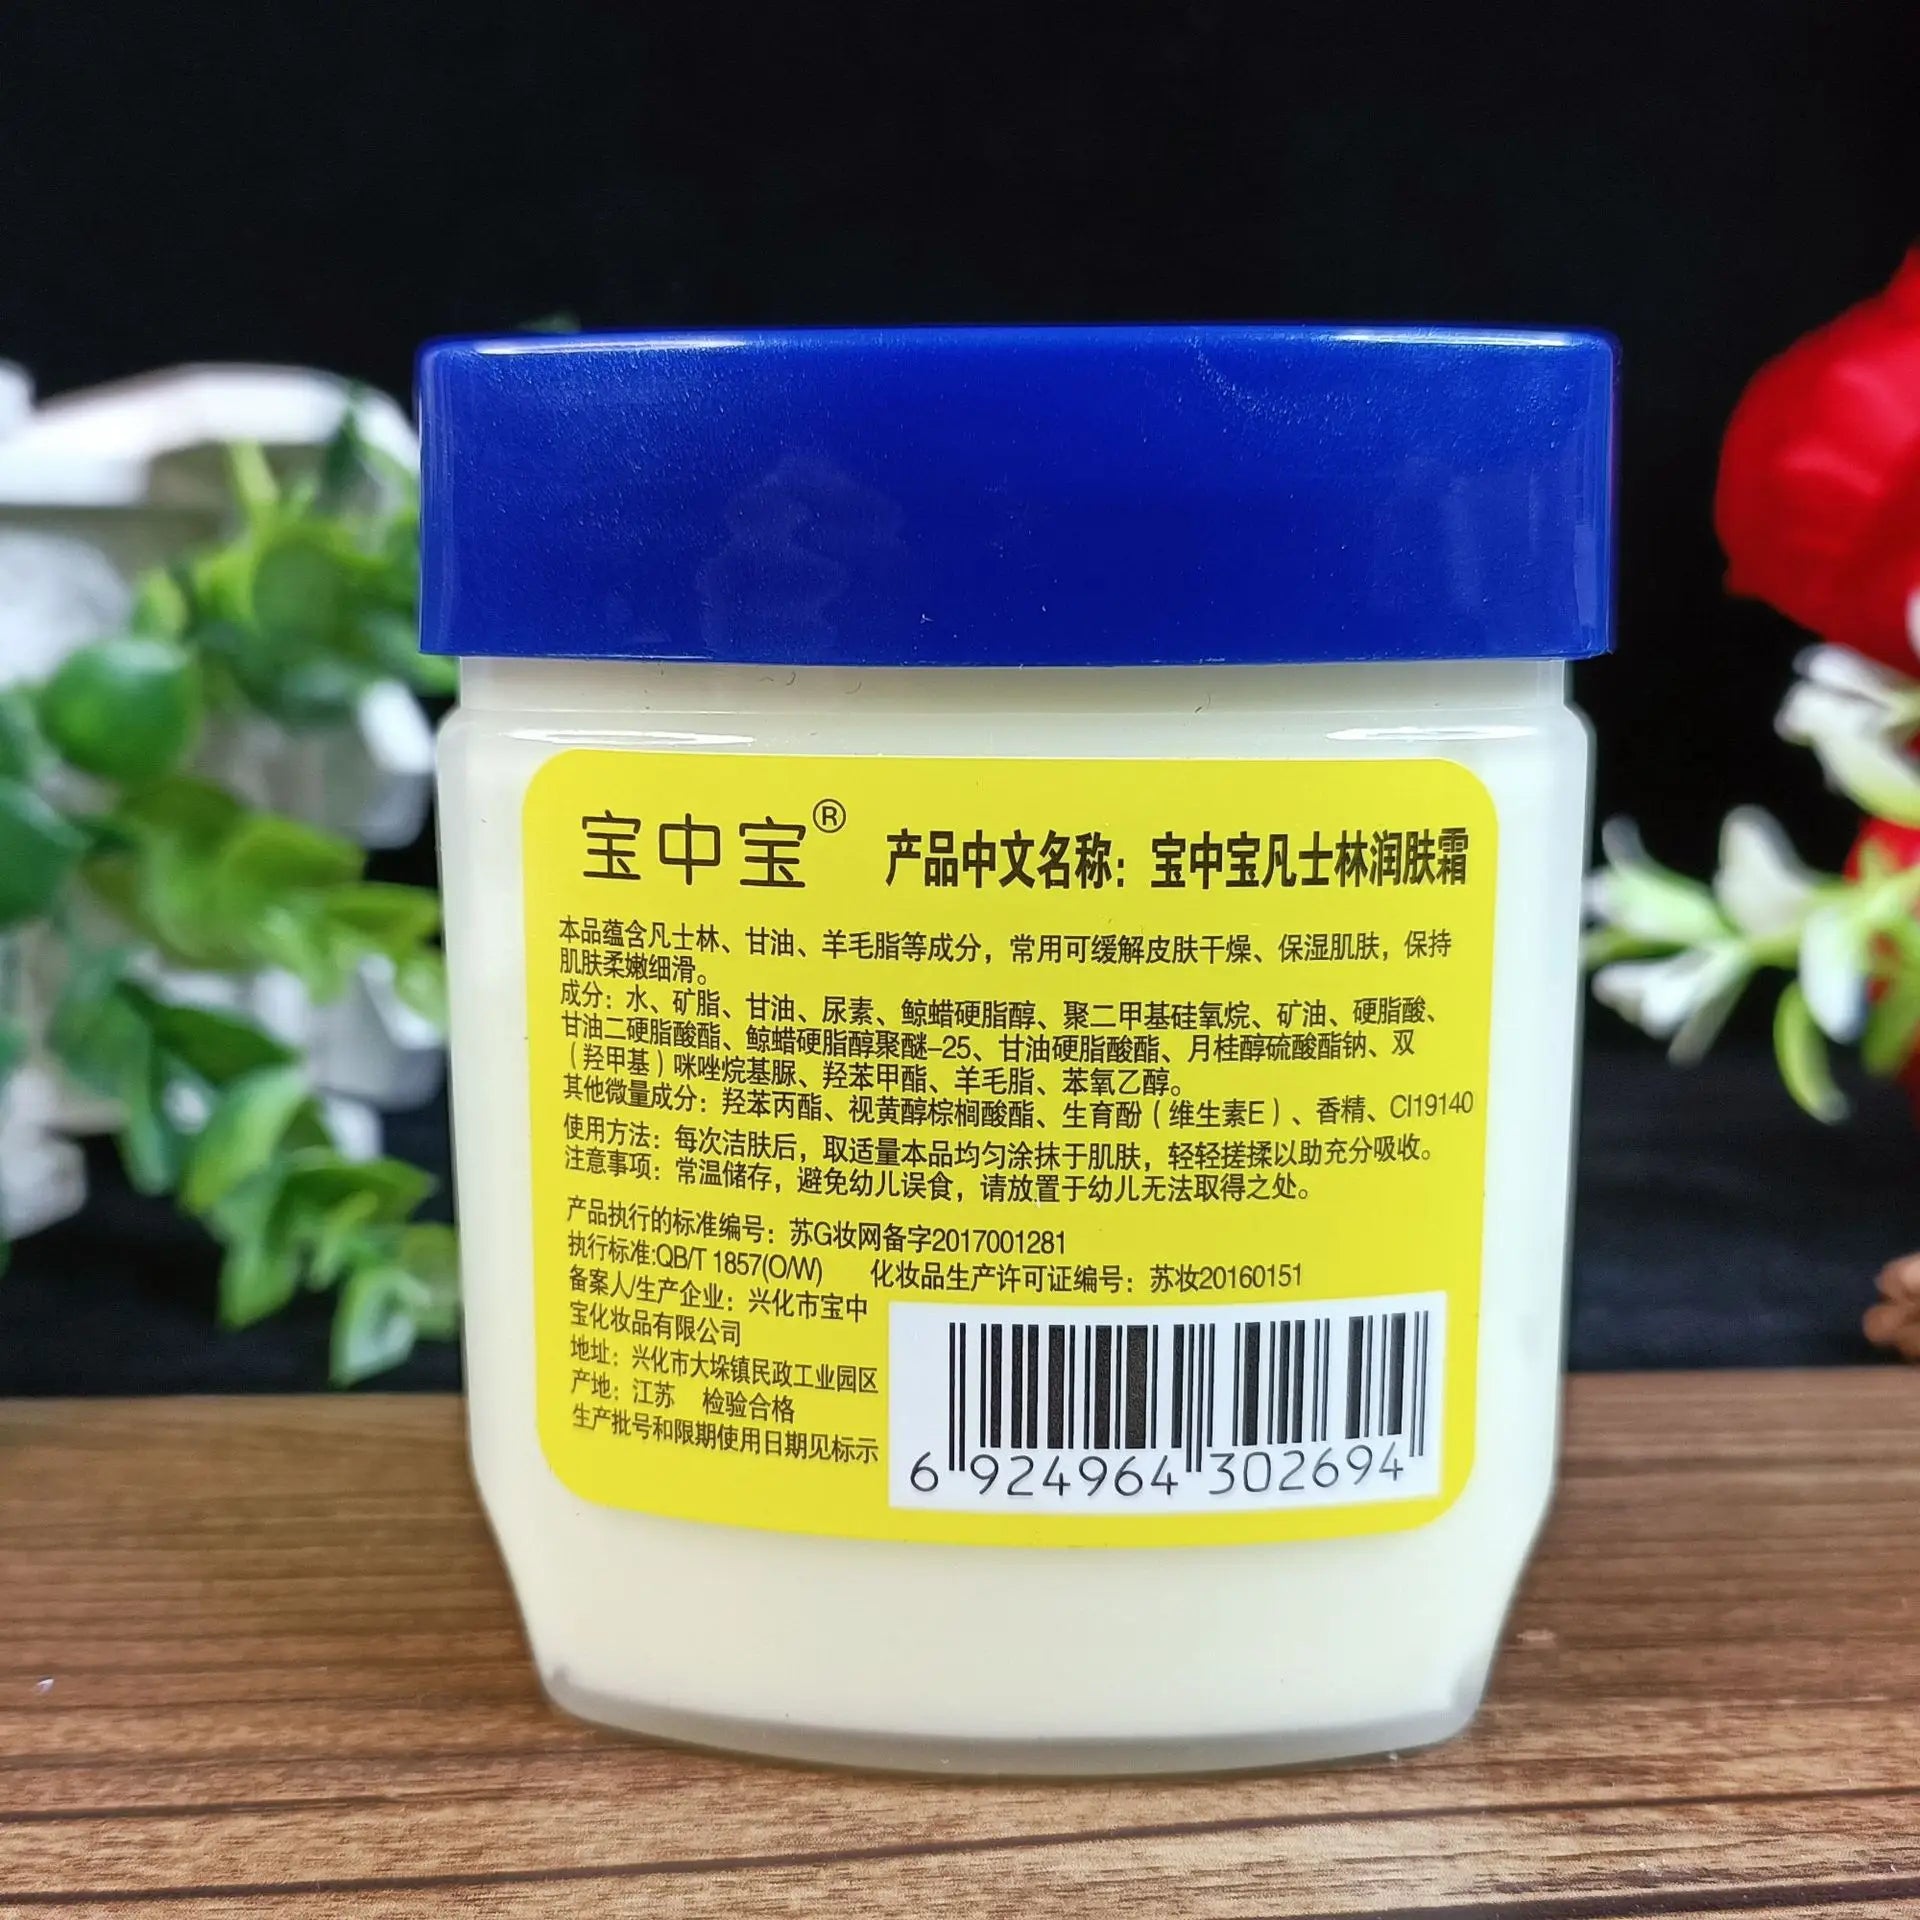 宝中宝® 产品中文名称：宝中宝凡士林润肤霜
本品蕴含凡士林、甘油、羊毛脂等成分，常用可缓解皮肤干燥、保湿肌肤，保持
肌肤柔嫩细滑。
成分：水、矿脂、甘油、尿素、鲸蜡硬脂醇、聚二甲基硅氧烷、矿油、硬脂酸、
甘油二硬脂酸酯、鲸蜡硬脂醇聚醚-25、甘油硬脂酸酯、月桂醇硫酸酯钠、双
（羟甲基）咪唑烷基脲、羟苯甲酯、羊毛脂、苯氧乙醇。
其他微量成分：羟苯丙酯、视黄醇棕榈酸酯、生育酚（维生素E）、香精、CI19140
使用方法：每次洁肤后，取适量本品均匀涂抹于肌肤，轻轻搓揉以助充分吸收。
注意事项：常温储存，避免幼儿误食，请放置于幼儿无法取得之处。
产品执行的标准编号：苏G妆网备字2017001281
执行标准:QB/T 1857(O/W) 化妆品生产许可证编号：苏妆20160151
备案人/生产企业：兴化市宝中
宝化妆品有限公司
地址：兴化市大垛镇民政工业园区
产地：江苏 检验合格
生产批号和限期使用日期见标示
6 924964 302694